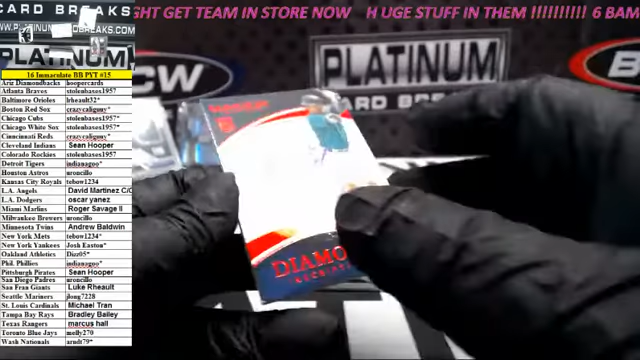 CARD BREAKS
GHT GET TEAM IN STORE NOW H UGE STUFF IN THEM !!!!!!!!!! 6 BAM
PLATINUM
16 Immaculate BB PYT #15
Ariz Diamondbacks hoopercards
Atlanta Braves stolenbases1957
Baltimore Orioles lrheault32*
Boston Red Sox crazycaliguy*
Chicago Cubs stolenbases1957*
Chicago White Sox stolenbases1957*
Cincinnati Reds crazycaliguy*
Cleveland Indians Sean Hooper
Colorado Rockies stolenbases1957
Detroit Tigers indianagoo*
Houston Astros uroncillo
Kansas City Royals tebow1234
L.A. Angels David Martinez C/O
L.A. Dodgers oscar yanez
Miami Marlins Roger Savage II
Milwaukee Brewers uroncillo
Minnesota Twins Andrew Baldwin
New York Mets tebow1234*
New York Yankees Josh Easton*
Oakland Athletics Dizz05*
Phil. Phillies indianagoo*
Pittsburgh Pirates Sean Hooper
San Diego Padres uroncillo
San Fran Giants Luke Rheault
Seattle Mariners jlong7228
St. Louis Cardinals Michael Tran
Tampa Bay Rays Bradley Bailey
Texas Rangers marcus hall
Toronto Blue Jays molly270
Wash Nationals arndt79*
CW
PLATINUM
CARD BREAKS
B
DIAMO